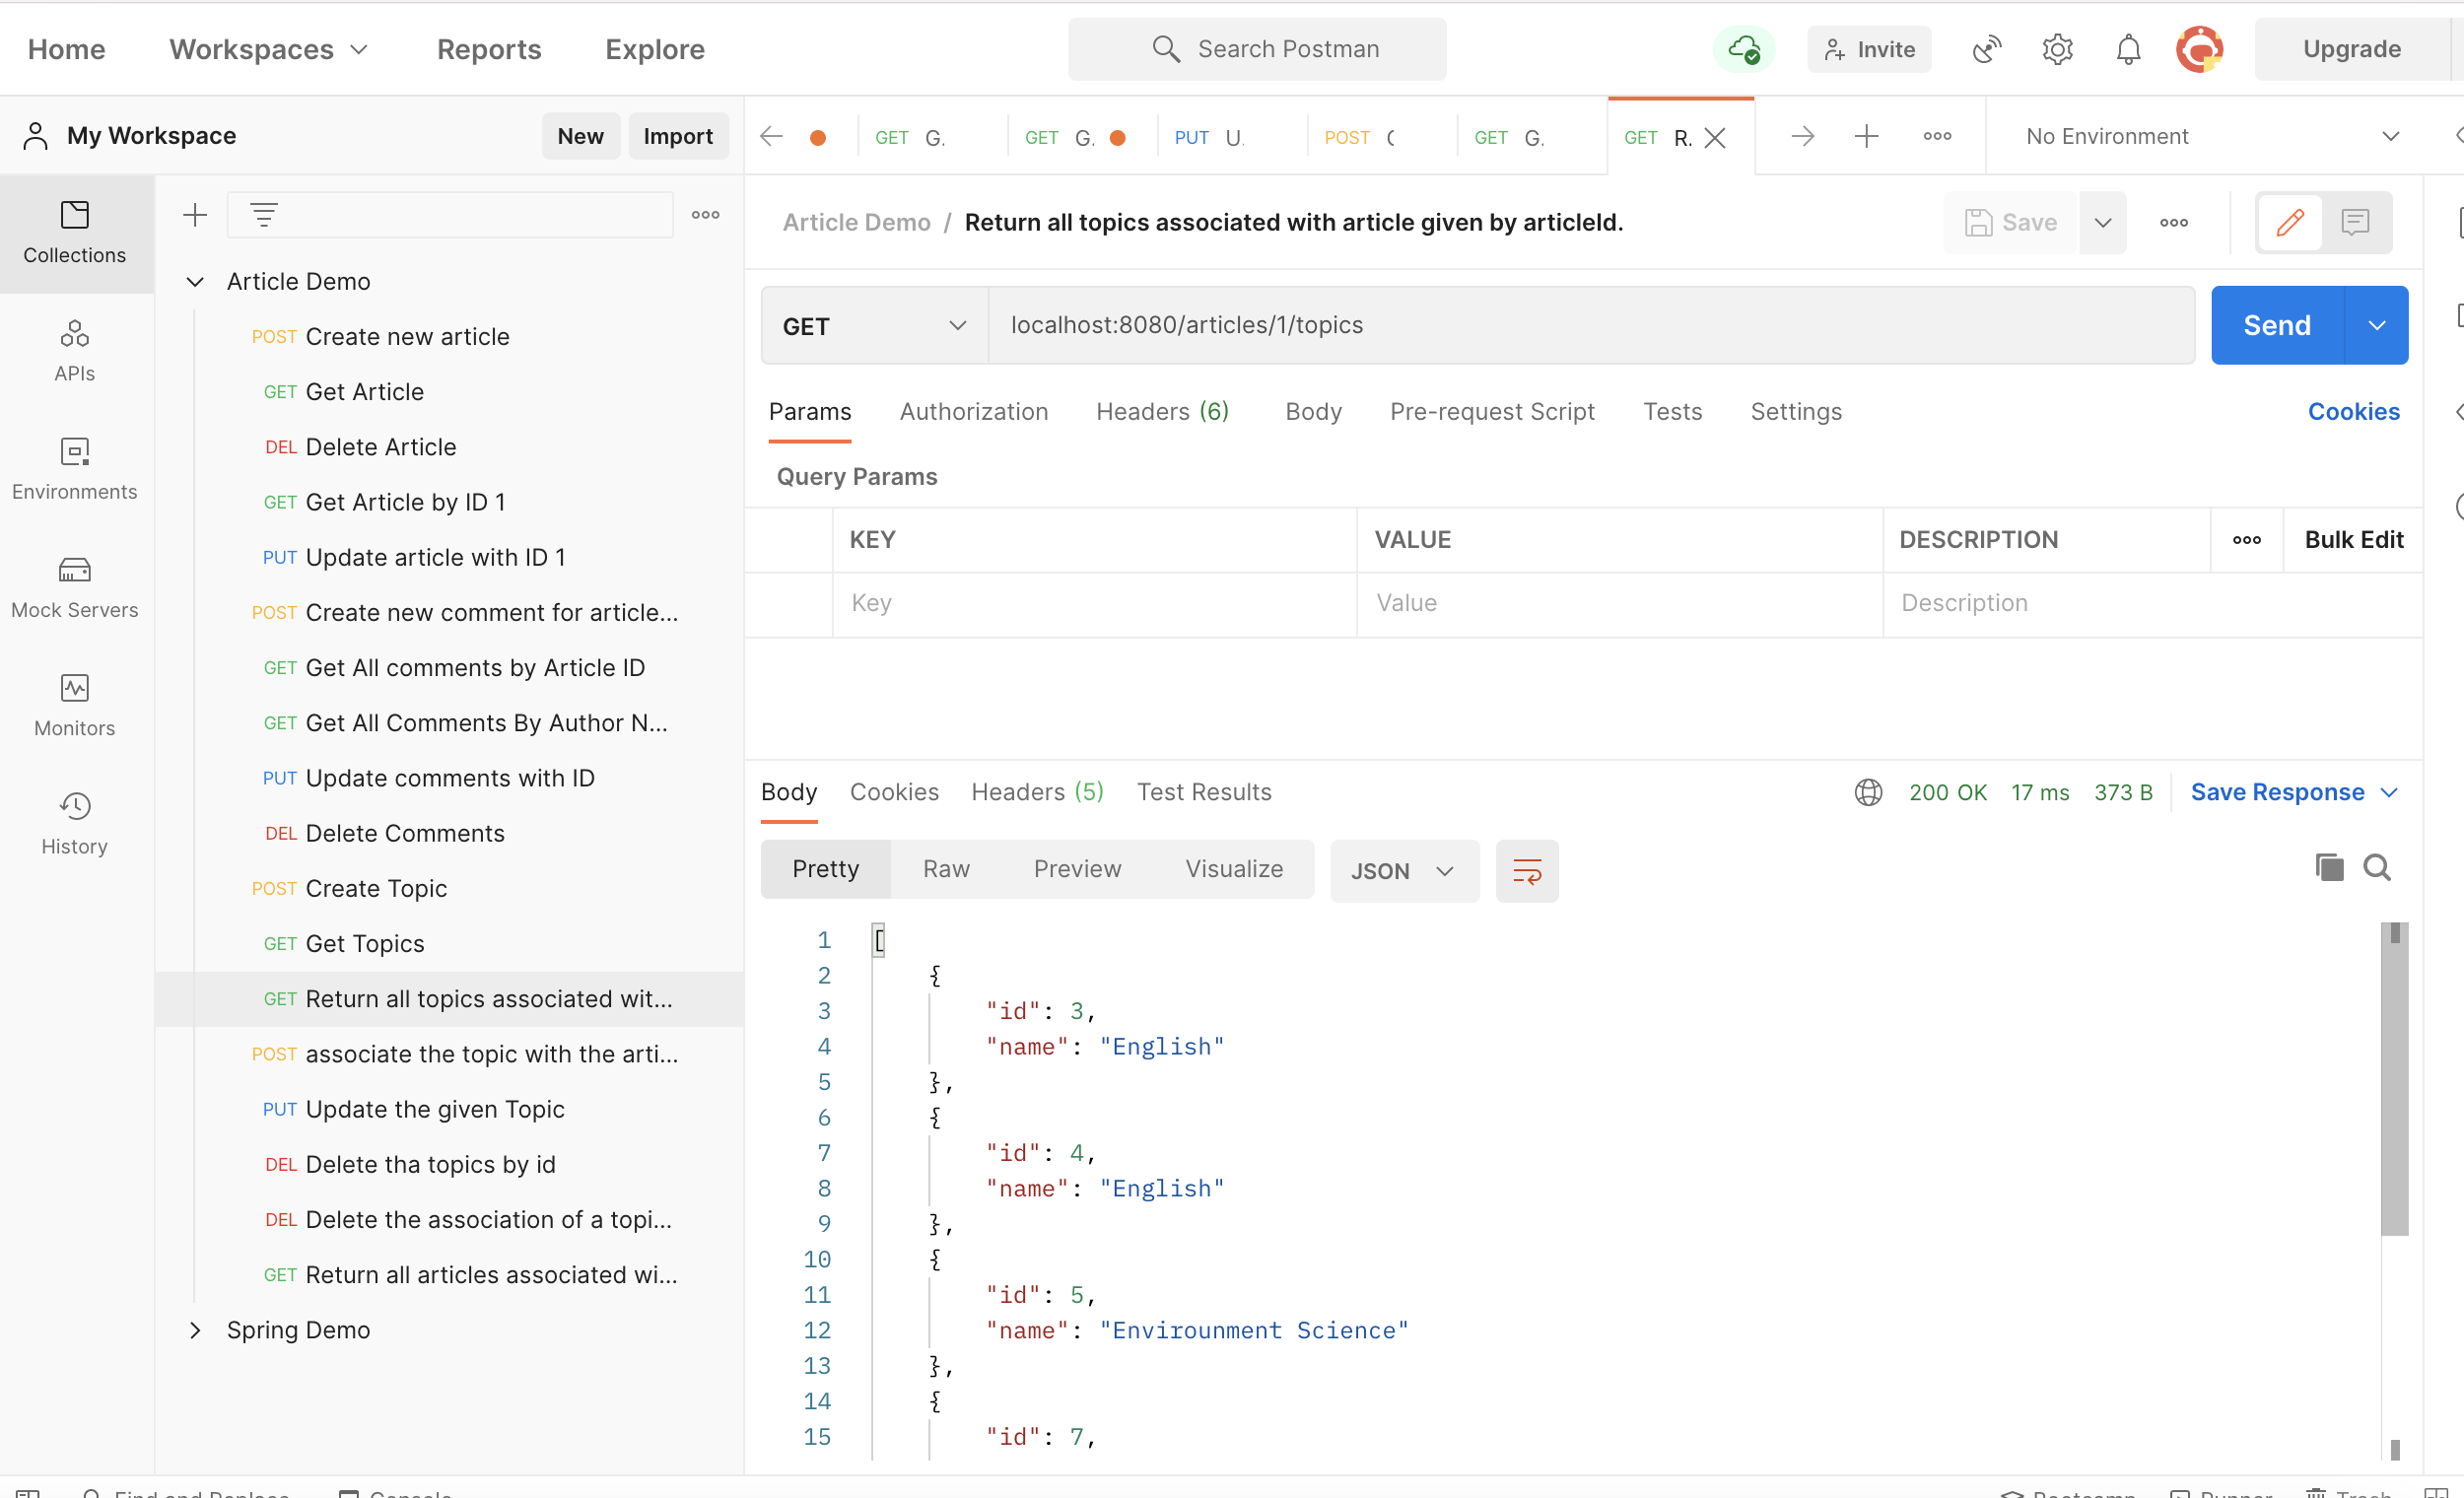 Home Workspaces Reports Explore Search Postman Invite Upgrade
My Workspace New Import
GET G. GET G. PUT U. POST GET G. GET R. No Environment
Collections
APIs
Environments
Mock Servers
Monitors
History
Article Demo
POST Create new article
GET Get Article
DEL Delete Article
GET Get Article by ID 1
PUT Update article with ID 1
POST Create new comment for article...
GET Get All comments by Article ID
GET Get All Comments By Author N...
PUT Update comments with ID
DEL Delete Comments
POST Create Topic
GET Get Topics
GET Return all topics associated wit...
POST associate the topic with the arti...
PUT Update the given Topic
DEL Delete tha topics by id
DEL Delete the association of a topi...
GET Return all articles associated wi...
Spring Demo
Article Demo / Return all topics associated with article given by articleId. Save
GET localhost:8080/articles/1/topics Send
Params Authorization Headers (6) Body Pre-request Script Tests Settings Cookies
Query Params
KEY VALUE DESCRIPTION Bulk Edit
Key Value Description
Body Cookies Headers (5) Test Results 200 OK 17 ms 373 B Save Response
Pretty Raw Preview Visualize JSON
1 [
2 {
3 "id": 3,
4 "name": "English"
5 },
6 {
7 "id": 4,
8 "name": "English"
9 },
10 {
11 "id": 5,
12 "name": "Envirounment Science"
13 },
14 {
15 "id": 7,
Find and Replace Console Bootcamp Runner Trash